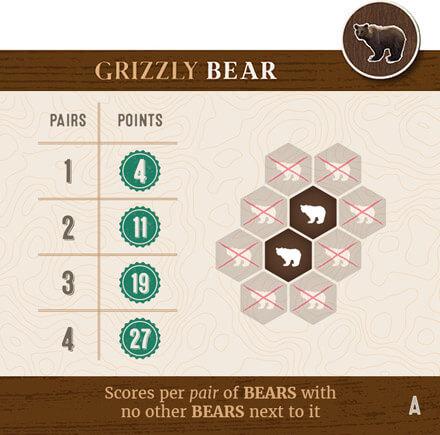 GRIZZLY BEAR
PAIRS POINTS
1 4
2 11
3 19
4 27
Scores per pair of BEARS with
no other BEARS next to it
A